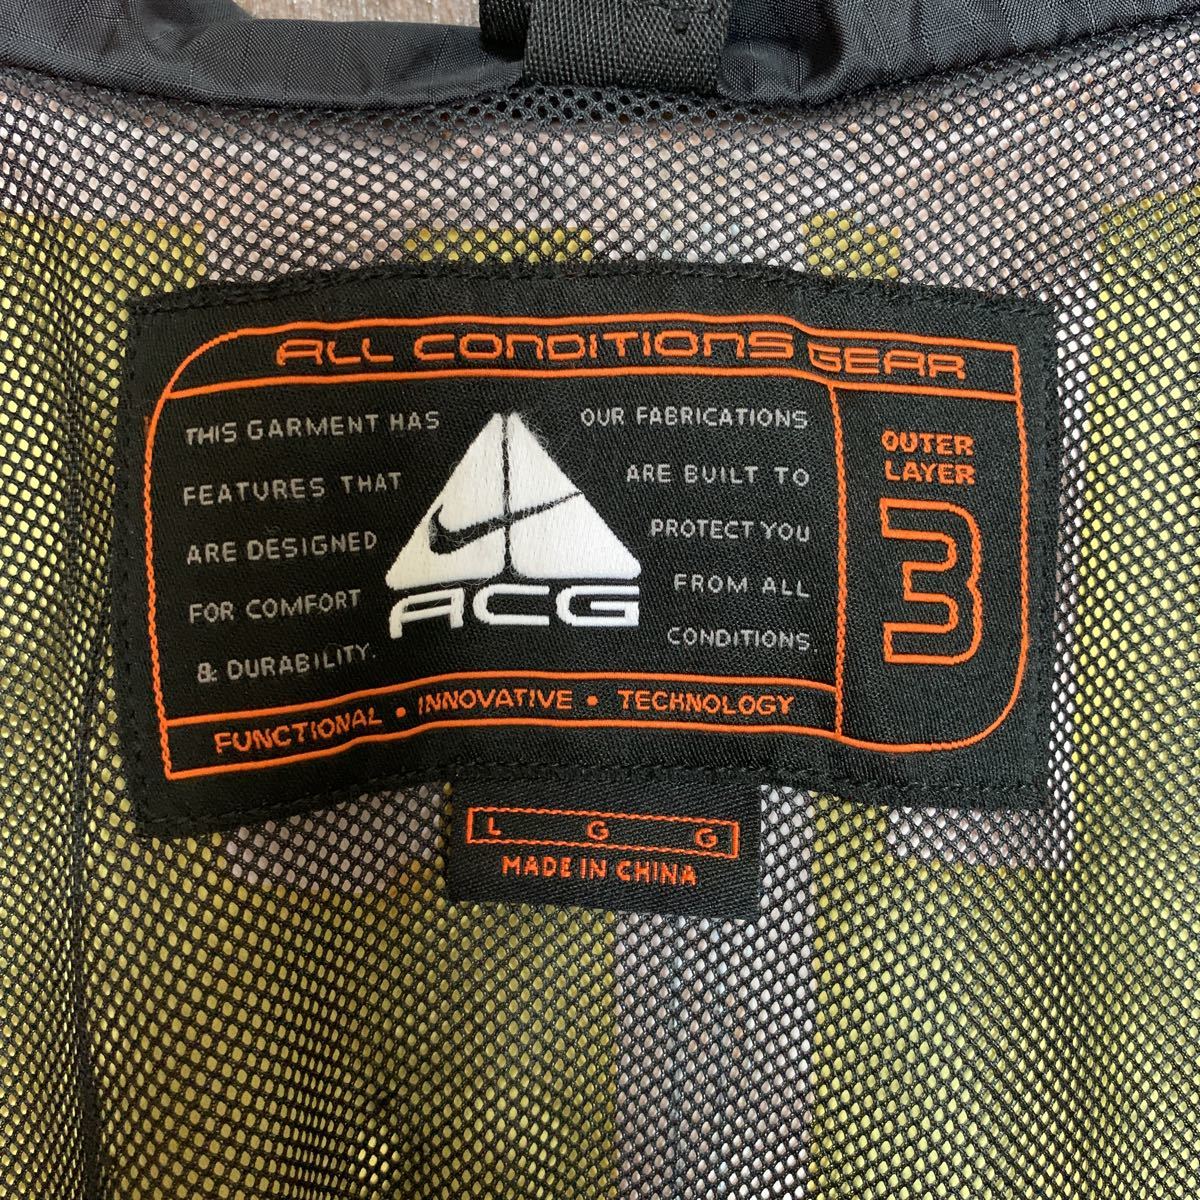 ALL CONDITIONS GEAR
THIS GARMENT HAS
FEATURES THAT
ARE DESIGNED
FOR COMFORT
& DURABILITY.
ACG
OUR FABRICATIONS
ARE BUILT TO
PROTECT YOU
FROM ALL
CONDITIONS.
OUTER
LAYER
3
FUNCTIONAL • INNOVATIVE • TECHNOLOGY
L G G
MADE IN CHINA